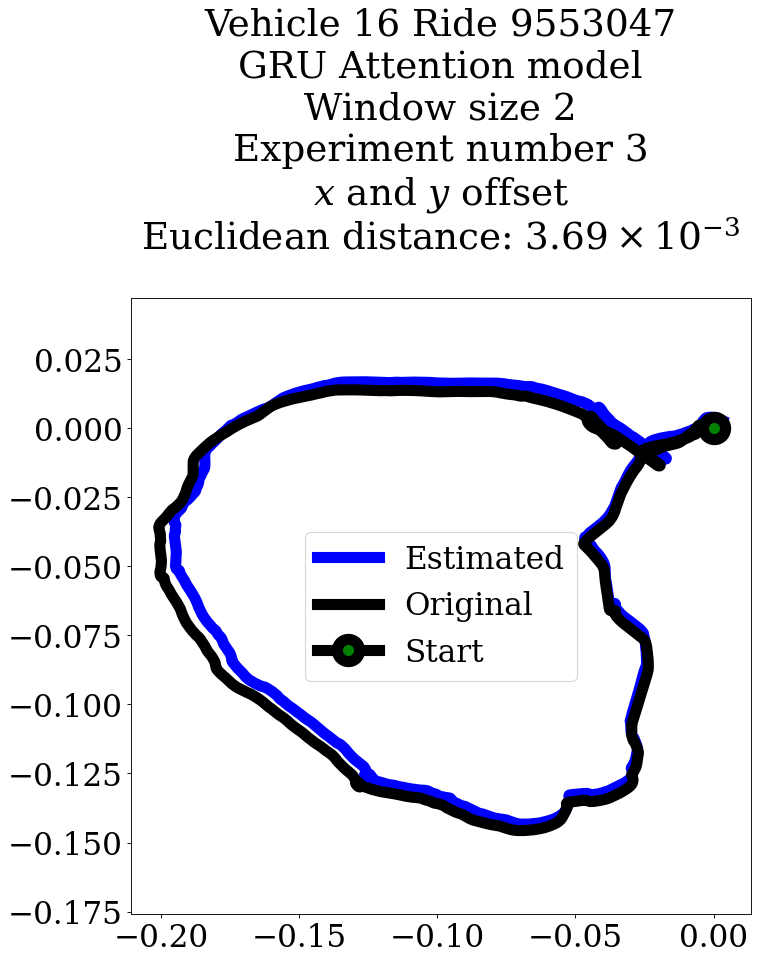 Vehicle 16 Ride 9553047
GRU Attention model
Window size 2
Experiment number 3
x and y offset
Euclidean distance: 3.69 × 10⁻³
0.025
0.000
−0.025
−0.050
−0.075
−0.100
−0.125
−0.150
−0.175
Estimated
Original
Start
−0.20
−0.15
−0.10
−0.05
0.00